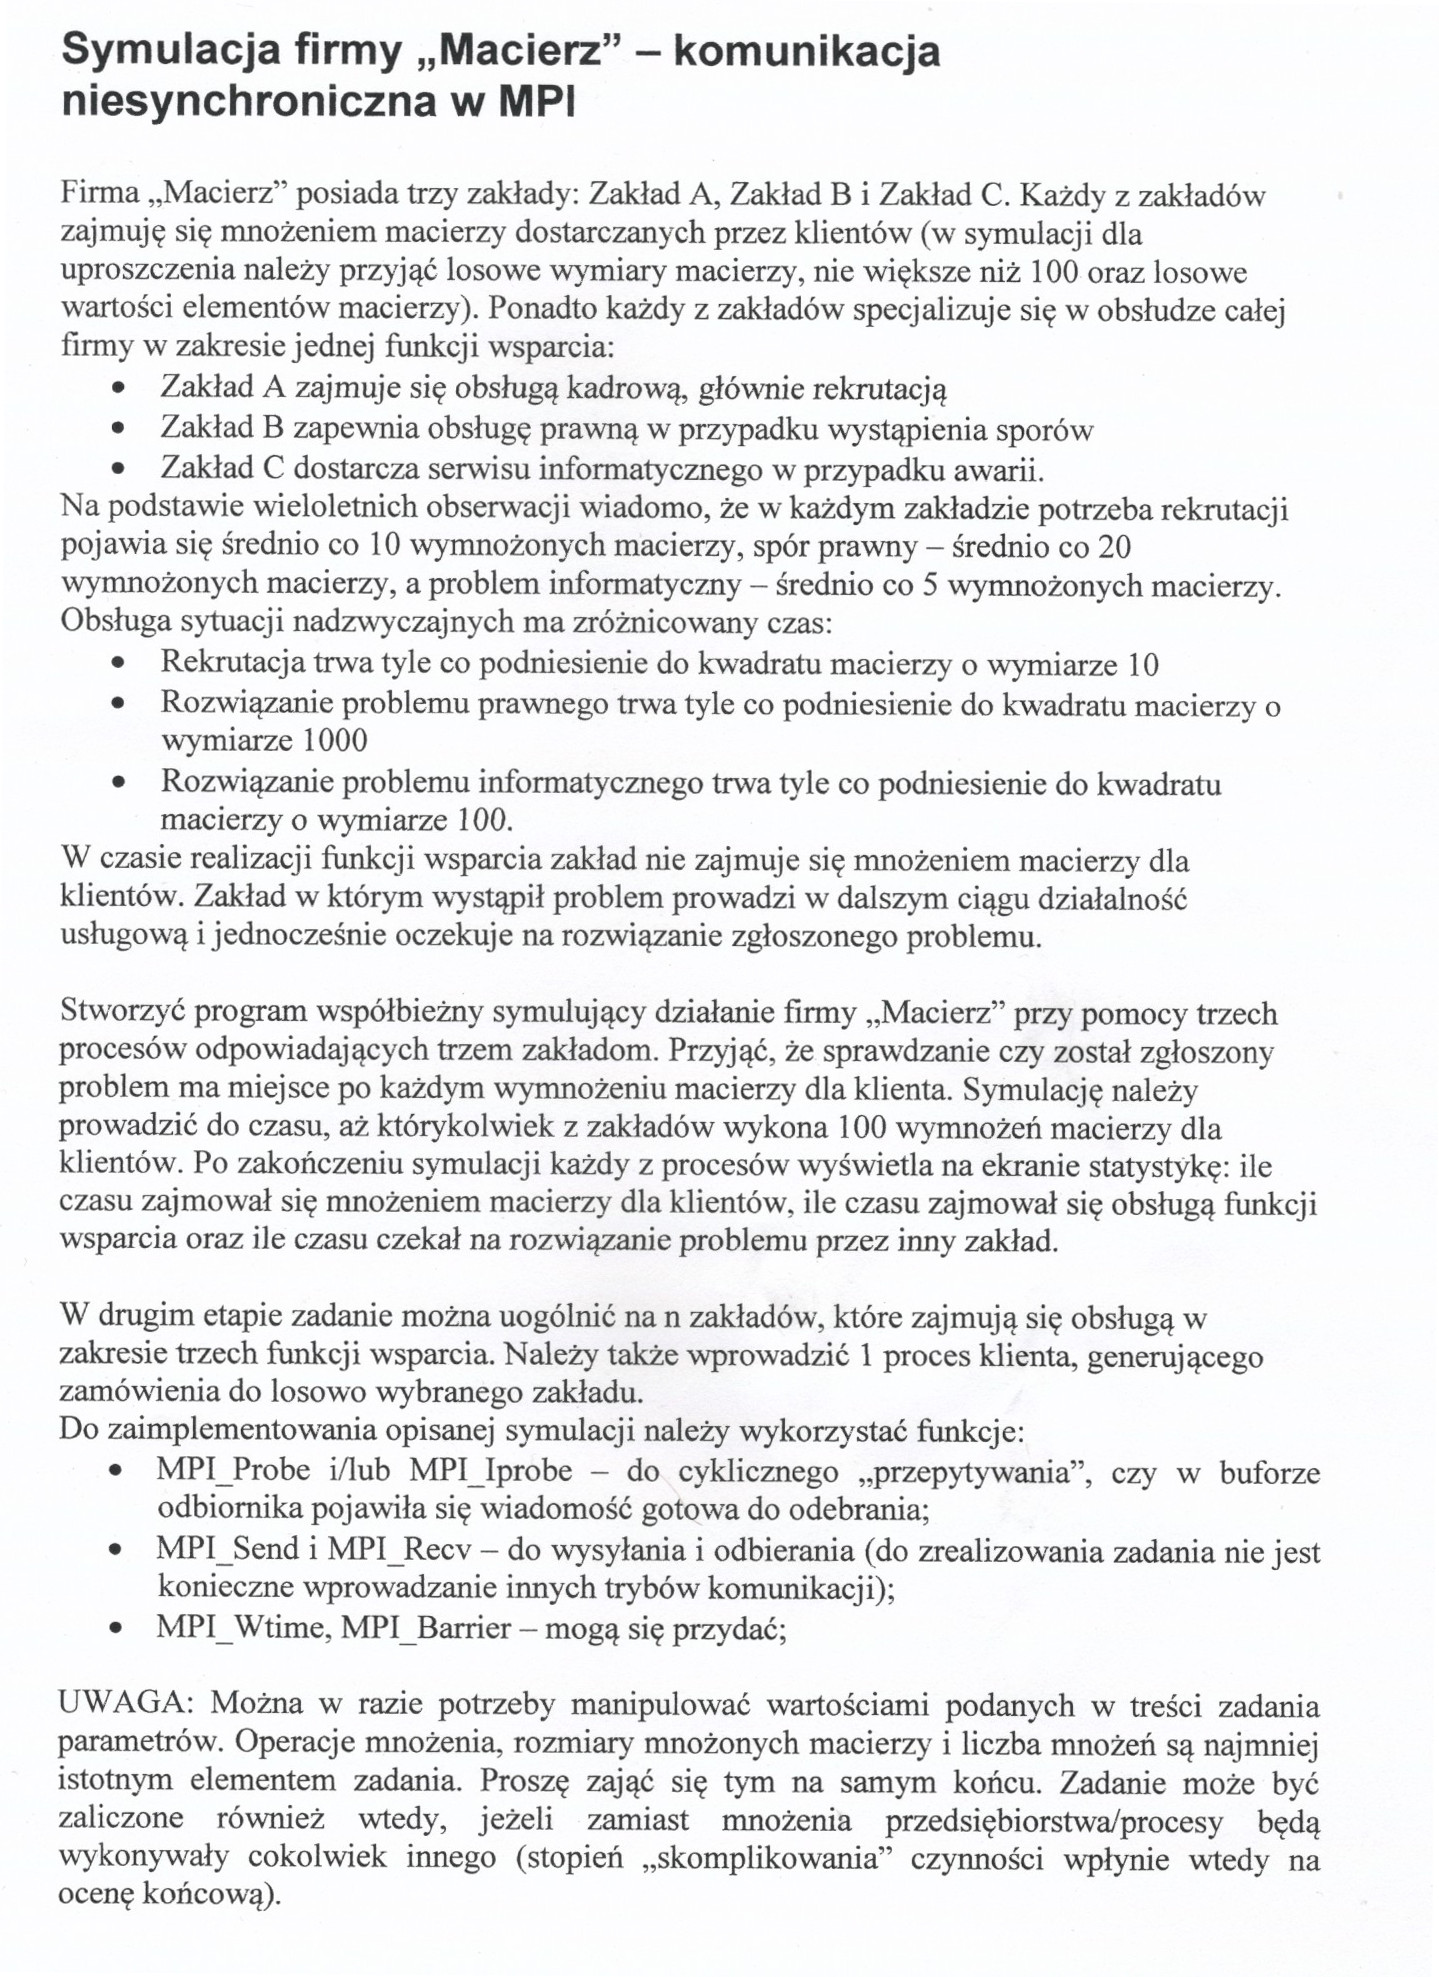 Symulacja firmy „Macierz” – komunikacja
niesynchroniczna w MPI
Firma „Macierz” posiada trzy zakłady: Zakład A, Zakład B i Zakład C. Każdy z zakładów
zajmuję się mnożeniem macierzy dostarczanych przez klientów (w symulacji dla
uproszczenia należy przyjąć losowe wymiary macierzy, nie większe niż 100 oraz losowe
wartości elementów macierzy). Ponadto każdy z zakładów specjalizuje się w obsłudze całej
firmy w zakresie jednej funkcji wsparcia:
• Zakład A zajmuje się obsługą kadrową, głównie rekrutacją
• Zakład B zapewnia obsługę prawną w przypadku wystąpienia sporów
• Zakład C dostarcza serwisu informatycznego w przypadku awarii.
Na podstawie wieloletnich obserwacji wiadomo, że w każdym zakładzie potrzeba rekrutacji
pojawia się średnio co 10 wymnożonych macierzy, spór prawny – średnio co 20
wymnożonych macierzy, a problem informatyczny – średnio co 5 wymnożonych macierzy.
Obsługa sytuacji nadzwyczajnych ma zróżnicowany czas:
• Rekrutacja trwa tyle co podniesienie do kwadratu macierzy o wymiarze 10
• Rozwiązanie problemu prawnego trwa tyle co podniesienie do kwadratu macierzy o
wymiarze 1000
• Rozwiązanie problemu informatycznego trwa tyle co podniesienie do kwadratu
macierzy o wymiarze 100.
W czasie realizacji funkcji wsparcia zakład nie zajmuje się mnożeniem macierzy dla
klientów. Zakład w którym wystąpił problem prowadzi w dalszym ciągu działalność
usługową i jednocześnie oczekuje na rozwiązanie zgłoszonego problemu.
Stworzyć program współbieżny symulujący działanie firmy „Macierz” przy pomocy trzech
procesów odpowiadających trzem zakładom. Przyjąć, że sprawdzanie czy został zgłoszony
problem ma miejsce po każdym wymnożeniu macierzy dla klienta. Symulację należy
prowadzić do czasu, aż którykolwiek z zakładów wykona 100 wymnożeń macierzy dla
klientów. Po zakończeniu symulacji każdy z procesów wyświetla na ekranie statystykę: ile
czasu zajmował się mnożeniem macierzy dla klientów, ile czasu zajmował się obsługą funkcji
wsparcia oraz ile czasu czekał na rozwiązanie problemu przez inny zakład.
W drugim etapie zadanie można uogólnić na n zakładów, które zajmują się obsługą w
zakresie trzech funkcji wsparcia. Należy także wprowadzić 1 proces klienta, generującego
zamówienia do losowo wybranego zakładu.
Do zaimplementowania opisanej symulacji należy wykorzystać funkcje:
• MPI_Probe i/lub MPI_Iprobe – do cyklicznego „przepytywania”, czy w buforze
odbiornika pojawiła się wiadomość gotowa do odebrania;
• MPI_Send i MPI_Recv – do wysyłania i odbierania (do zrealizowania zadania nie jest
konieczne wprowadzanie innych trybów komunikacji);
• MPI_Wtime, MPI_Barrier – mogą się przydać;
UWAGA: Można w razie potrzeby manipulować wartościami podanych w treści zadania
parametrów. Operacje mnożenia, rozmiary mnożonych macierzy i liczba mnożeń są najmniej
istotnym elementem zadania. Proszę zająć się tym na samym końcu. Zadanie może być
zaliczone również wtedy, jeżeli zamiast mnożenia przedsiębiorstwa/procesy będą
wykonywały cokolwiek innego (stopień „skomplikowania” czynności wpłynie wtedy na
ocenę końcową).